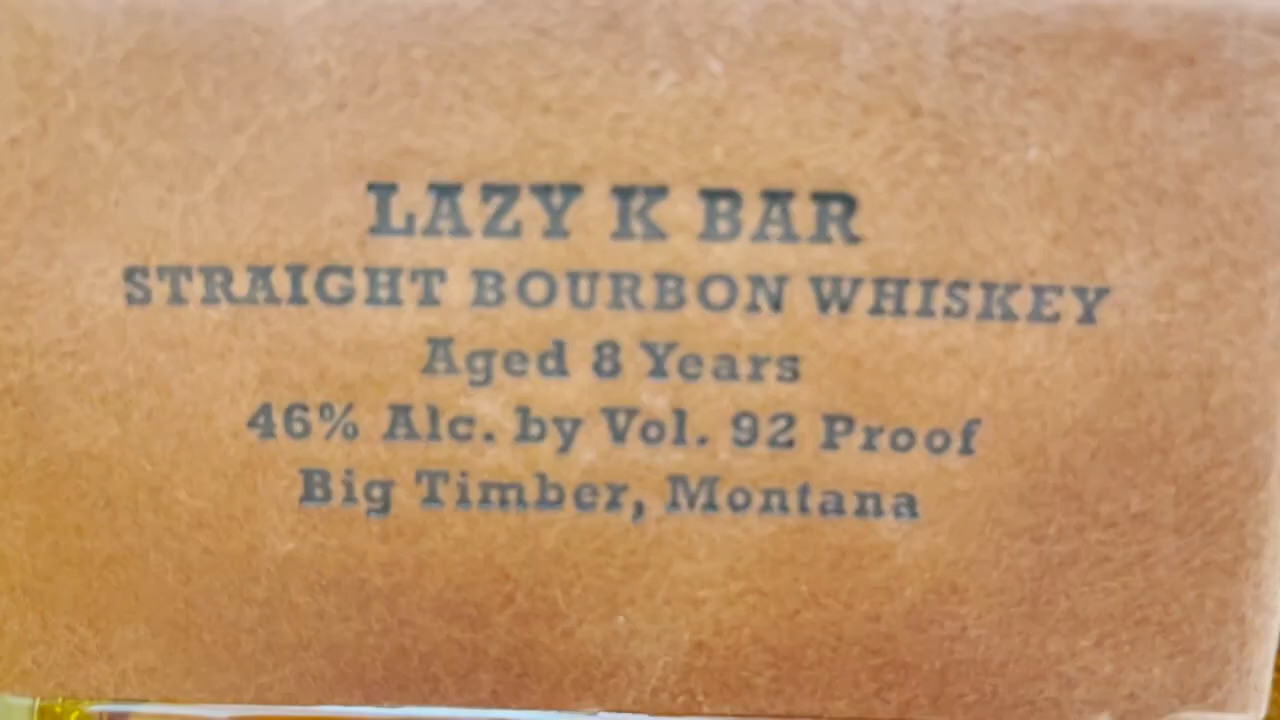 LAZY K BAR
STRAIGHT BOURBON WHISKEY
Aged 8 Years
46% Alc. by Vol. 92 Proof
Big Timber, Montana